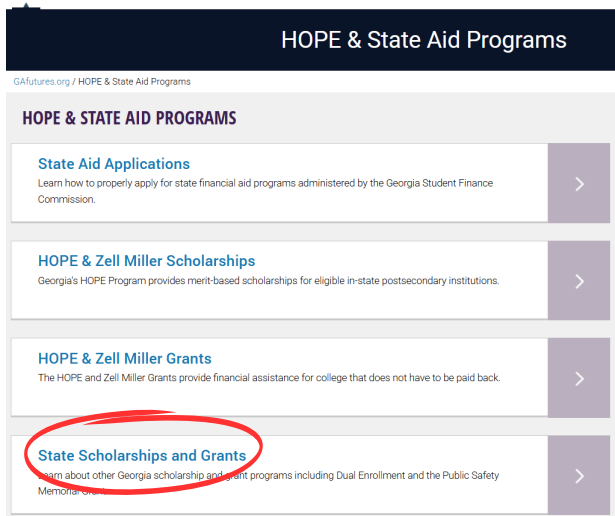 HOPE & State Aid Programs
GAfutures.org / HOPE & State Aid Programs
HOPE & STATE AID PROGRAMS
State Aid Applications
Learn how to properly apply for state financial aid programs administered by the Georgia Student Finance
Commission.
HOPE & Zell Miller Scholarships
Georgia's HOPE Program provides merit-based scholarships for eligible in-state postsecondary institutions.
HOPE & Zell Miller Grants
The HOPE and Zell Miller Grants provide financial assistance for college that does not have to be paid back.
State Scholarships and Grants
Learn about other Georgia scholarship and grant programs including Dual Enrollment and the Public Safety
Memorial Grant.